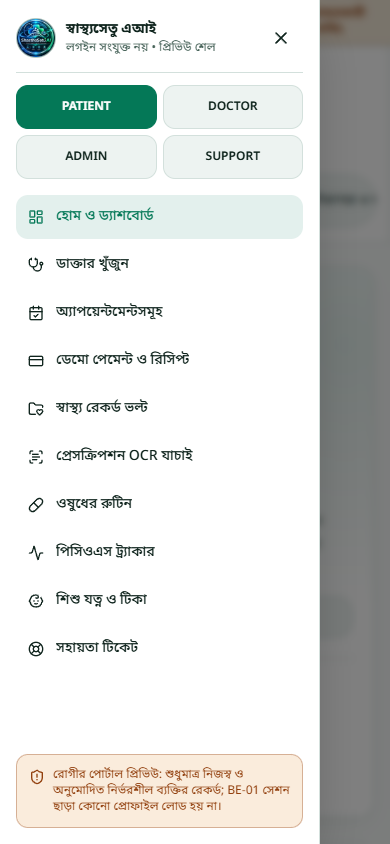 স্বাস্থ্যসেতু এআই
লগইন সংযুক্ত নয় • প্রিভিউ শেল
PATIENT
DOCTOR
ADMIN
SUPPORT
হোম ও ড্যাশবোর্ড
ডাক্তার খুঁজুন
অ্যাপয়েন্টমেন্টসমূহ
ডেমো পেমেন্ট ও রিসিপ্ট
স্বাস্থ্য রেকর্ড ভল্ট
প্রেসক্রিপশন OCR যাচাই
ওষুধের রুটিন
পিসিওএস ট্র্যাকার
শিশু যত্ন ও টিকা
সহায়তা টিকেট
রোগীর পোর্টাল প্রিভিউ: শুধুমাত্র নিজস্ব ও
অনুমোদিত নির্ভরশীল ব্যক্তির রেকর্ড; BE-01 সেশন
ছাড়া কোনো প্রোফাইল লোড হয় না।